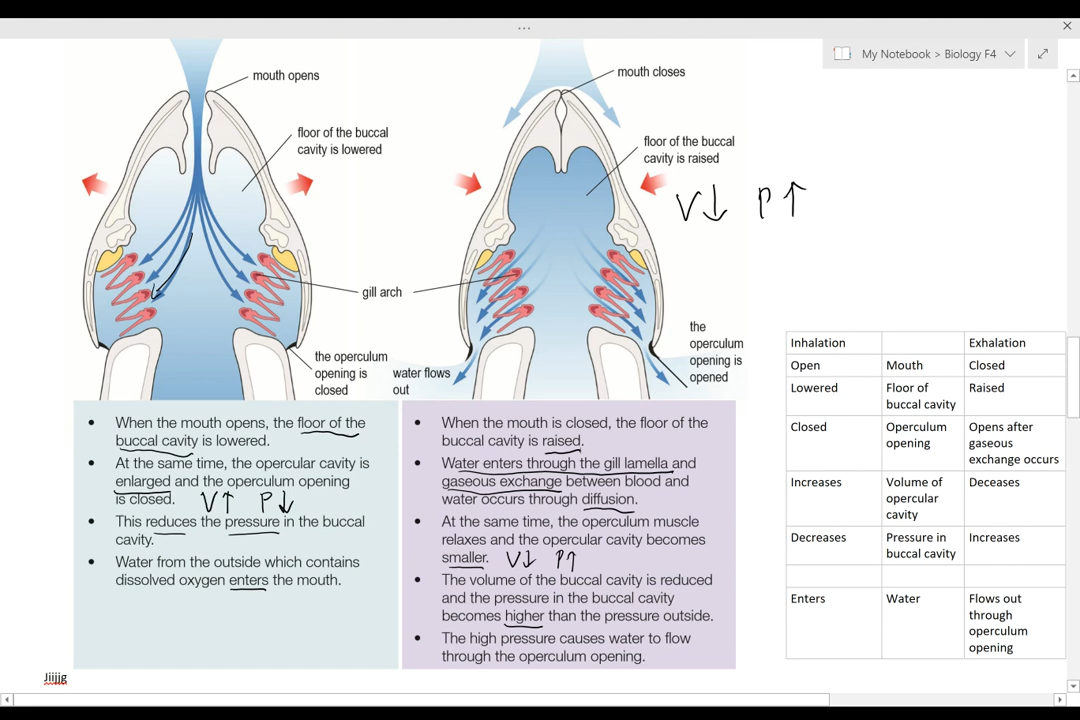 My Notebook > Biology F4
mouth opens
floor of the buccal
cavity is lowered
mouth closes
floor of the buccal
cavity is raised
V↓ P↑
gill arch
the operculum
opening is
closed
water flows
out
the
operculum
opening is
opened
• When the mouth opens, the floor of the
buccal cavity is lowered.
• At the same time, the opercular cavity is
enlarged and the operculum opening
is closed. V↑ P↓
• This reduces the pressure in the buccal
cavity.
• Water from the outside which contains
dissolved oxygen enters the mouth.
• When the mouth is closed, the floor of the
buccal cavity is raised.
• Water enters through the gill lamella and
gaseous exchange between blood and
water occurs through diffusion.
• At the same time, the operculum muscle
relaxes and the opercular cavity becomes
smaller. V↓ P↑
• The volume of the buccal cavity is reduced
and the pressure in the buccal cavity
becomes higher than the pressure outside.
• The high pressure causes water to flow
through the operculum opening.
Inhalation Exhalation
Open Mouth Closed
Lowered Floor of buccal cavity Raised
Closed Operculum opening Opens after gaseous exchange occurs
Increases Volume of opercular cavity Deceases
Decreases Pressure in buccal cavity Increases
Enters Water Flows out through operculum opening
Jiijjg